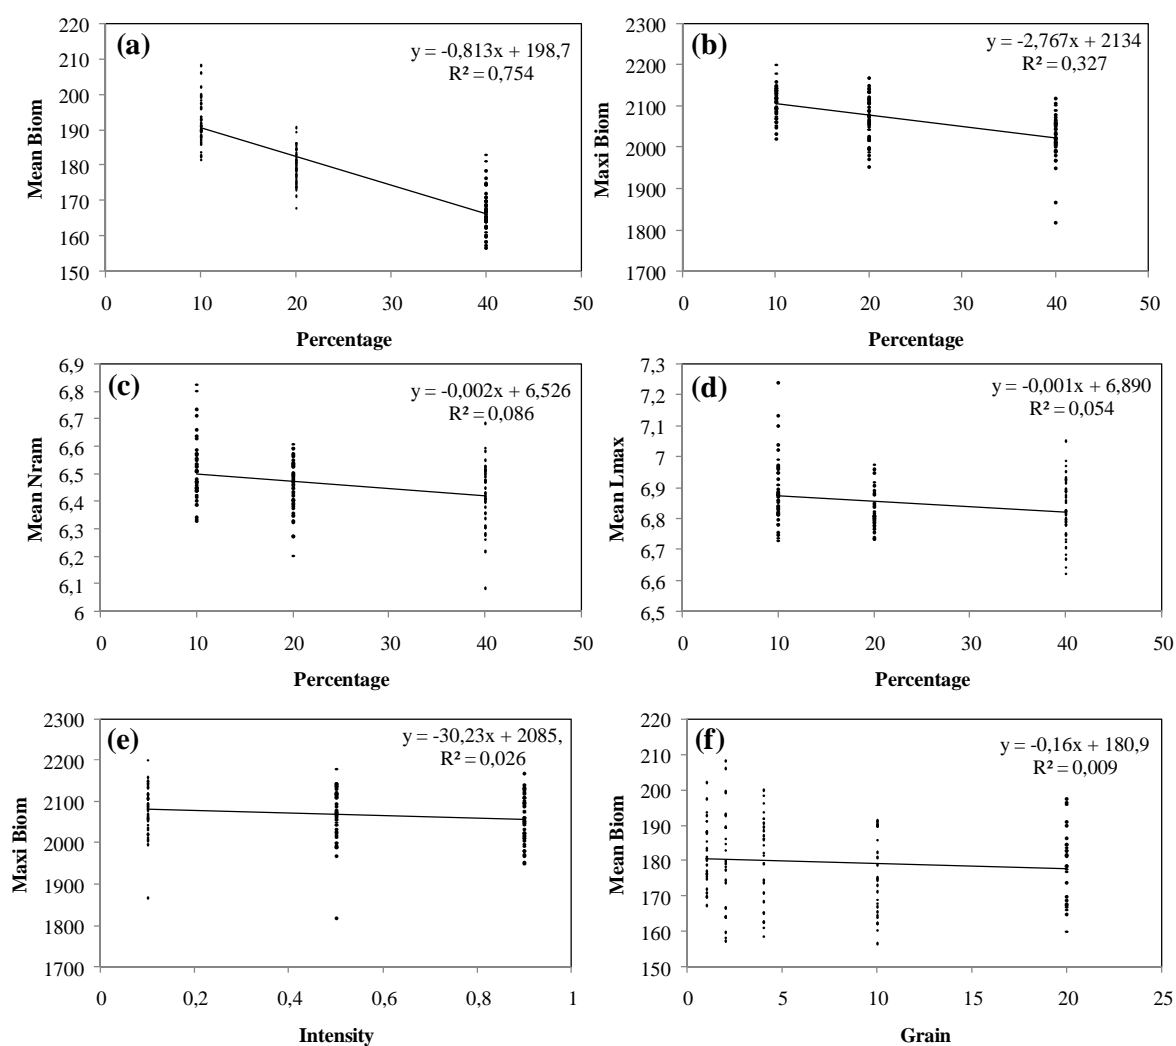 (a)
y = -0,813x + 198,7
R² = 0,754
220
210
200
190
180
170
160
150
Mean Biom
0 10 20 30 40 50
Percentage
(b)
y = -2,767x + 2134
R² = 0,327
2300
2200
2100
2000
1900
1800
1700
Maxi Biom
0 10 20 30 40 50
Percentage
(c)
y = -0,002x + 6,526
R² = 0,086
6,9
6,8
6,7
6,6
6,5
6,4
6,3
6,2
6,1
6
Mean Nram
0 10 20 30 40 50
Percentage
(d)
y = -0,001x + 6,890
R² = 0,054
7,3
7,2
7,1
7
6,9
6,8
6,7
6,6
6,5
Mean Lmax
0 10 20 30 40 50
Percentage
(e)
y = -30,23x + 2085,
R² = 0,026
2300
2200
2100
2000
1900
1800
1700
Maxi Biom
0 0,2 0,4 0,6 0,8 1
Intensity
(f)
y = -0,16x + 180,9
R² = 0,009
220
210
200
190
180
170
160
150
Mean Biom
0 5 10 15 20 25
Grain